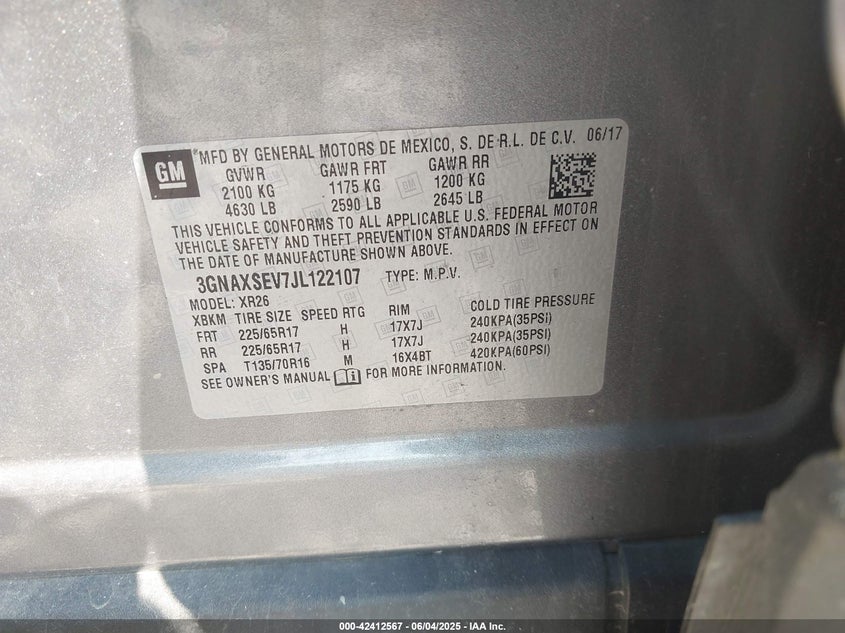 GM *MFD BY GENERAL MOTORS DE MEXICO, S. DE R.L. DE C.V. 06/17
GVWR GAWR FRT GAWR RR
2100 KG 1175 KG 1200 KG
4630 LB 2590 LB 2645 LB
THIS VEHICLE CONFORMS TO ALL APPLICABLE U.S. FEDERAL MOTOR
VEHICLE SAFETY AND THEFT PREVENTION STANDARDS IN EFFECT ON
THE DATE OF MANUFACTURE SHOWN ABOVE.
3GNAXSEV7JL122107 TYPE: M.P.V.
MODEL: XR26
XBKM TIRE SIZE SPEED RTG RIM COLD TIRE PRESSURE
FRT 225/65R17 H 17X7J 240KPA(35PSI)
RR 225/65R17 H 17X7J 240KPA(35PSI)
SPA T135/70R16 M 16X4BT 420KPA(60PSI)
SEE OWNER'S MANUAL FOR MORE INFORMATION.
000-42412567 - 06/04/2025 - IAA Inc.